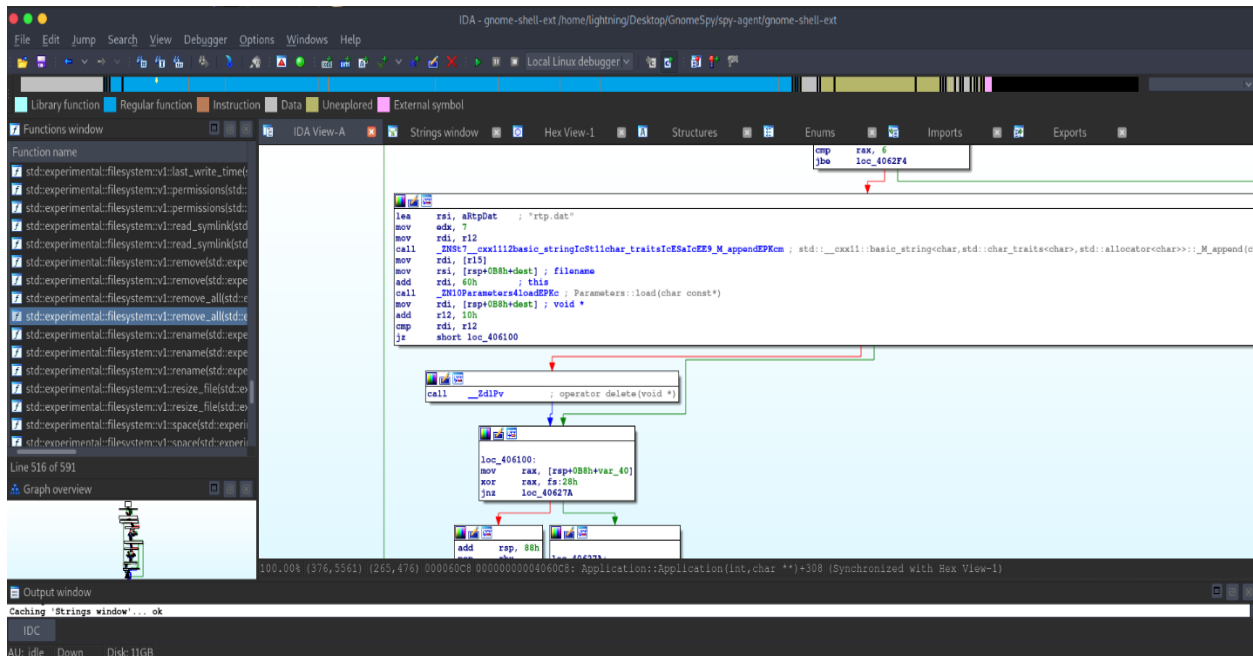 IDA - gnome-shell-ext /home/lightning/Desktop/GnomeSpy/spy-agent/gnome-shell-ext
File Edit Jump Search View Debugger Options Windows Help
Local Linux debugger
Library function Regular function Instruction Data Unexplored External symbol
Functions window
IDA View-A Strings window Hex View-1 Structures Enums Imports Exports
Function name
std::experimental::filesystem::v1::last_write_time(s
std::experimental::filesystem::v1::permissions(std::
std::experimental::filesystem::v1::permissions(std::
std::experimental::filesystem::v1::read_symlink(std
std::experimental::filesystem::v1::read_symlink(std
std::experimental::filesystem::v1::remove(std::expe
std::experimental::filesystem::v1::remove(std::expe
std::experimental::filesystem::v1::remove_all(std::e
std::experimental::filesystem::v1::remove_all(std::e
std::experimental::filesystem::v1::rename(std::expe
std::experimental::filesystem::v1::rename(std::expe
std::experimental::filesystem::v1::rename(std::expe
std::experimental::filesystem::v1::resize_file(std::ex
std::experimental::filesystem::v1::resize_file(std::ex
std::experimental::filesystem::v1::space(std::experi
std::experimental::filesystem::v1::space(std::experi
Line 516 of 591
Graph overview
cmp rax, 6
jbe loc_4062F4
lea rsi, aRtpDat ; "rtp.dat"
mov edx, 7
mov rdi, r12
call __ZNSt7__cxx1112basic_stringIcSt11char_traitsIcESaIcEE9_M_appendEPKcm ; std::__cxx11::basic_string<char,std::char_traits<char>,std::allocator<char>>::_M_append(c
mov rdi, [r15]
mov rsi, [rsp+0B8h+dest] ; filename
add rdi, 60h ; this
call _ZN10Parameters4loadEPKc ; Parameters::load(char const*)
mov rdi, [rsp+0B8h+dest] ; void *
add r12, 10h
cmp rdi, r12
jz short loc_406100
call __ZdlPv ; operator delete(void *)
loc_406100:
mov rax, [rsp+0B8h+var_40]
xor rax, fs:28h
jnz loc_40627A
add rsp, 88h
loc_40627A:
100.00% (376,5561) (265,476) 000060C8 00000000004060C8: Application::Application(int,char **)+308 (Synchronized with Hex View-1)
Output window
Caching 'Strings window'... ok
IDC
AU: idle Down Disk: 11GB